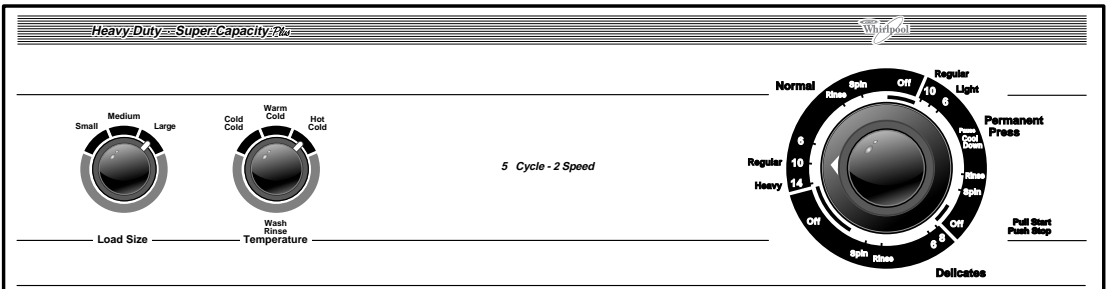 Heavy Duty - Super Capacity Plus
Whirlpool
Small
Medium
Large
Load Size
Cold
Cold
Warm
Cold
Hot
Cold
Wash
Rinse
Temperature
5 Cycle - 2 Speed
Normal
Rinse
Spin
Off
Regular
10
Light
6
Permanent
Press
Pause
Cool
Down
Rinse
Spin
Off
Pull Start
Push Stop
Delicates
8
6
Rinse
Spin
Off
Heavy
14
Regular
10
6